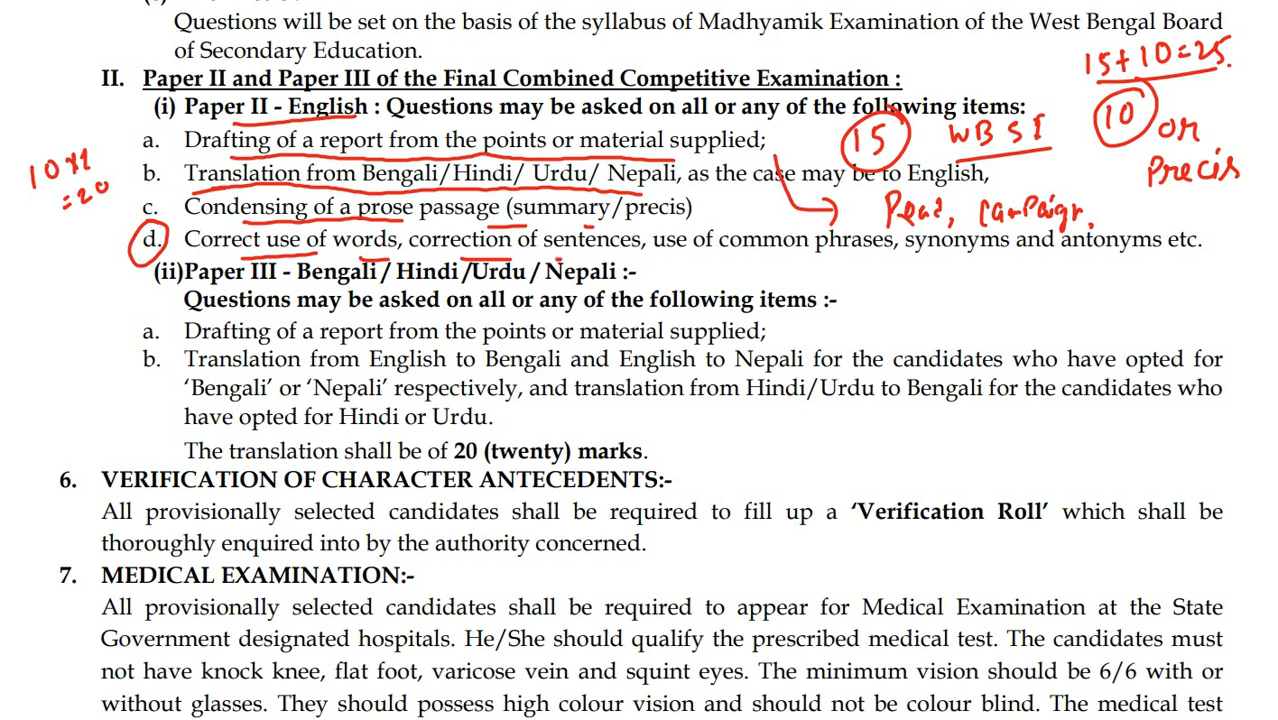 Questions will be set on the basis of the syllabus of Madhyamik Examination of the West Bengal Board
of Secondary Education.
15+10=25.
II. Paper II and Paper III of the Final Combined Competitive Examination :
(i) Paper II - English : Questions may be asked on all or any of the following items:
10 or
a. Drafting of a report from the points or material supplied;
15 WBSI
10×2
=20
b. Translation from Bengali/Hindi/ Urdu/ Nepali, as the case may be to English,
Precis
c. Condensing of a prose passage (summary/precis)
d. Correct use of words, correction of sentences, use of common phrases, synonyms and antonyms etc.
(ii)Paper III - Bengali / Hindi /Urdu / Nepali :-
Questions may be asked on all or any of the following items :-
a. Drafting of a report from the points or material supplied;
b. Translation from English to Bengali and English to Nepali for the candidates who have opted for
‘Bengali’ or ‘Nepali’ respectively, and translation from Hindi/Urdu to Bengali for the candidates who
have opted for Hindi or Urdu.
The translation shall be of 20 (twenty) marks.
6. VERIFICATION OF CHARACTER ANTECEDENTS:-
All provisionally selected candidates shall be required to fill up a ‘Verification Roll’ which shall be
thoroughly enquired into by the authority concerned.
7. MEDICAL EXAMINATION:-
All provisionally selected candidates shall be required to appear for Medical Examination at the State
Government designated hospitals. He/She should qualify the prescribed medical test. The candidates must
not have knock knee, flat foot, varicose vein and squint eyes. The minimum vision should be 6/6 with or
without glasses. They should possess high colour vision and should not be colour blind. The medical test